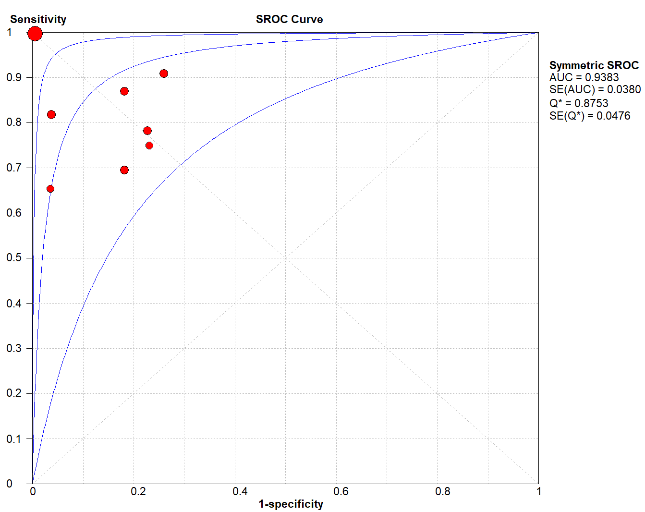 Sensitivity
SROC Curve
1
0.9
0.8
0.7
0.6
0.5
0.4
0.3
0.2
0.1
0
0
0.2
0.4
0.6
0.8
1
1-specificity
Symmetric SROC
AUC = 0.9383
SE(AUC) = 0.0380
Q* = 0.8753
SE(Q*) = 0.0476